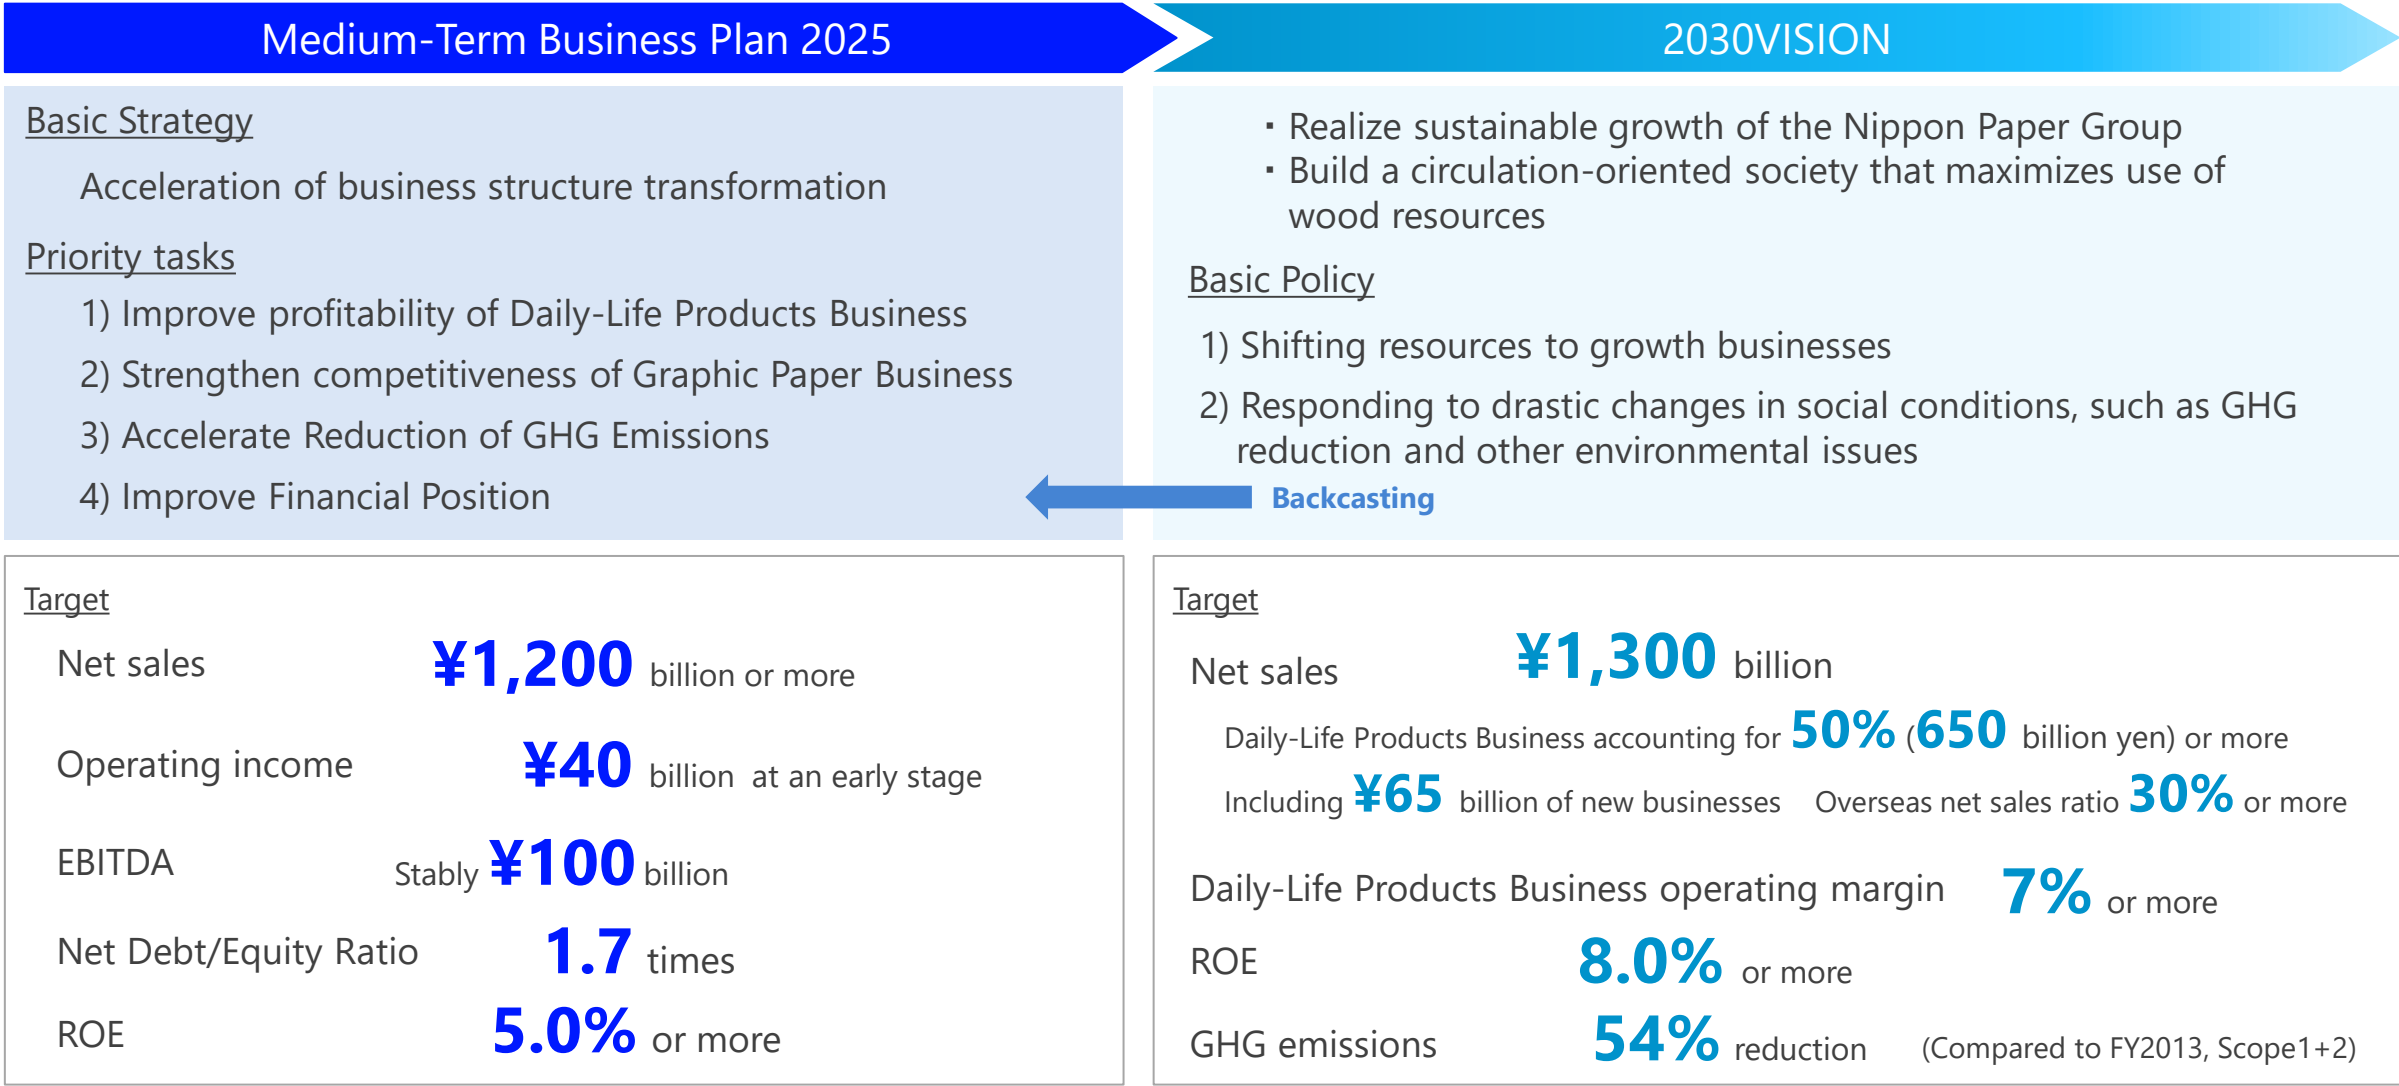 Medium-Term Business Plan 2025
2030VISION
Basic Strategy
Acceleration of business structure transformation
Priority tasks
1) Improve profitability of Daily-Life Products Business
2) Strengthen competitiveness of Graphic Paper Business
3) Accelerate Reduction of GHG Emissions
4) Improve Financial Position
・Realize sustainable growth of the Nippon Paper Group
・Build a circulation-oriented society that maximizes use of
wood resources
Basic Policy
1) Shifting resources to growth businesses
2) Responding to drastic changes in social conditions, such as GHG
reduction and other environmental issues
Backcasting
Target
Net sales ¥1,200 billion or more
Operating income ¥40 billion at an early stage
EBITDA Stably ¥100 billion
Net Debt/Equity Ratio 1.7 times
ROE 5.0% or more
Target
Net sales ¥1,300 billion
Daily-Life Products Business accounting for 50% (650 billion yen) or more
Including ¥65 billion of new businesses Overseas net sales ratio 30% or more
Daily-Life Products Business operating margin 7% or more
ROE 8.0% or more
GHG emissions 54% reduction (Compared to FY2013, Scope1+2)